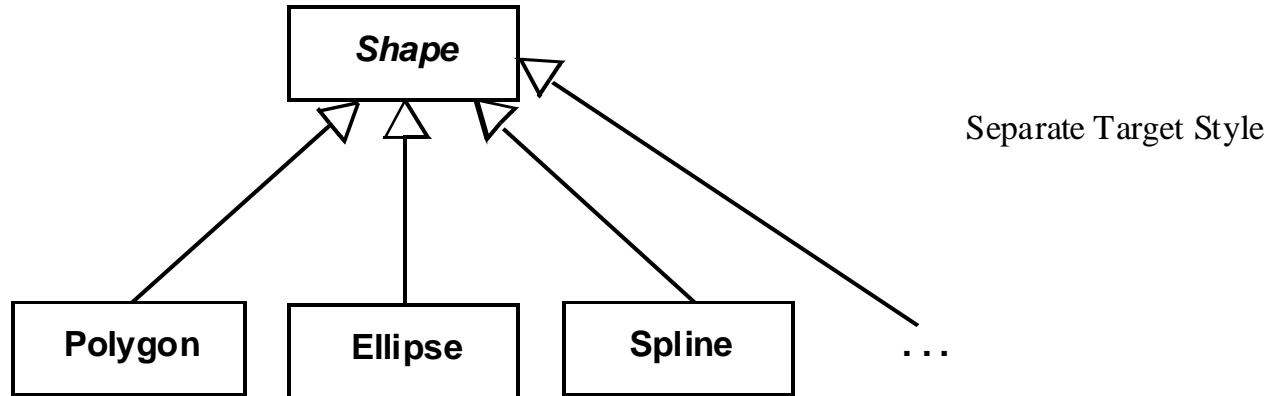 Shape
Separate Target Style
Polygon
Ellipse
Spline
. . .